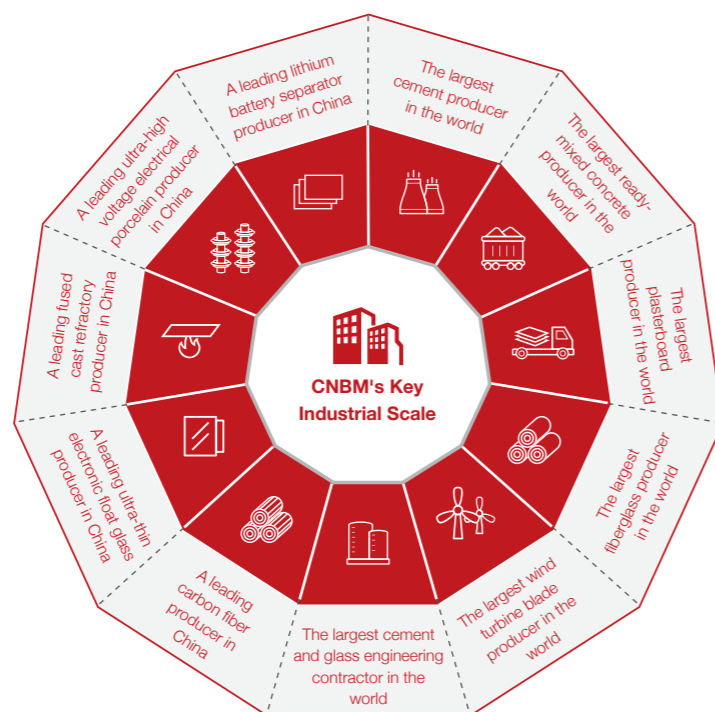 CNBM's Key
Industrial Scale
The largest
cement producer
in the world
The largest ready-
mixed concrete
producer in the
world
The largest
plasterboard
producer in the world
The largest
fiberglass producer
in the world
The largest wind
turbine blade
producer in the
world
The largest cement
and glass engineering
contractor in the
world
A leading
carbon fiber
producer in
China
A leading ultra-thin
electronic float glass
producer in China
A leading fused
cast refractory
producer in China
A leading ultra-high
voltage electrical
porcelain producer
in China
A leading lithium
battery separator
producer in China